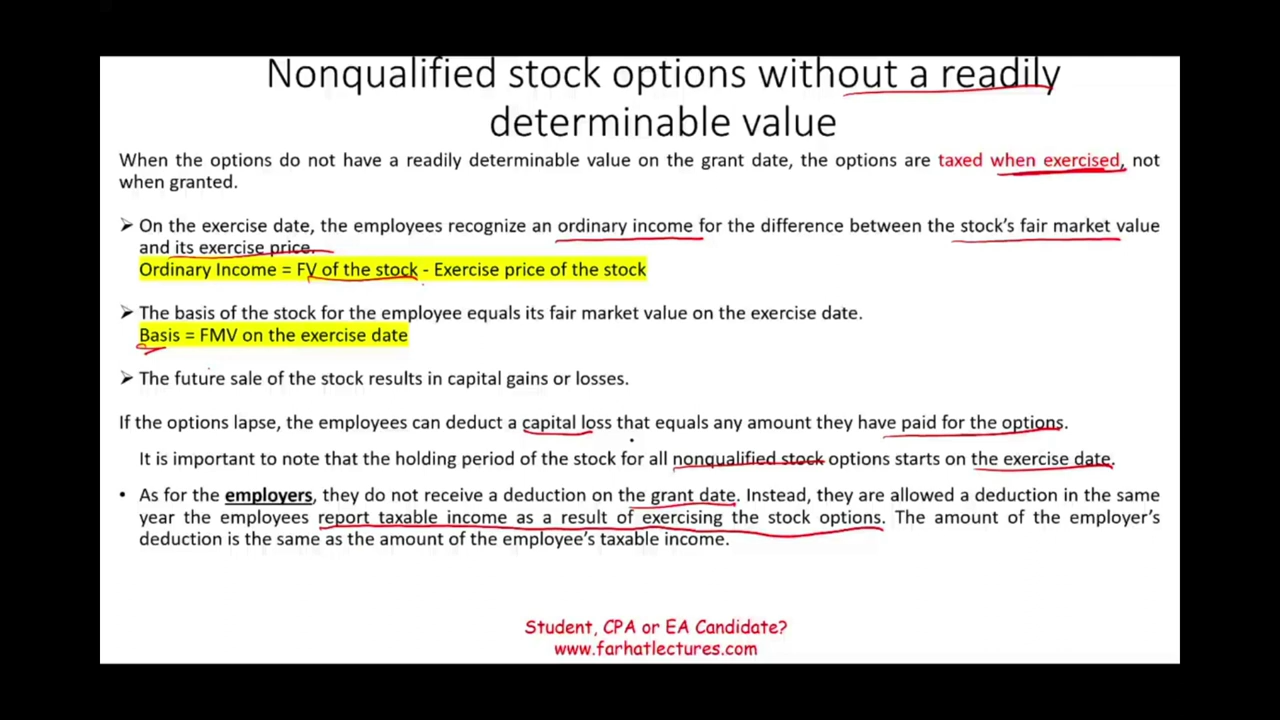 Nonqualified stock options without a readily
determinable value
When the options do not have a readily determinable value on the grant date, the options are taxed when exercised, not
when granted.
➢ On the exercise date, the employees recognize an ordinary income for the difference between the stock's fair market value
and its exercise price.
Ordinary Income = FV of the stock - Exercise price of the stock
➢ The basis of the stock for the employee equals its fair market value on the exercise date.
Basis = FMV on the exercise date
➢ The future sale of the stock results in capital gains or losses.
If the options lapse, the employees can deduct a capital loss that equals any amount they have paid for the options.
It is important to note that the holding period of the stock for all nonqualified stock options starts on the exercise date.
• As for the employers, they do not receive a deduction on the grant date. Instead, they are allowed a deduction in the same
year the employees report taxable income as a result of exercising the stock options. The amount of the employer's
deduction is the same as the amount of the employee's taxable income.
Student, CPA or EA Candidate?
www.farhatlectures.com